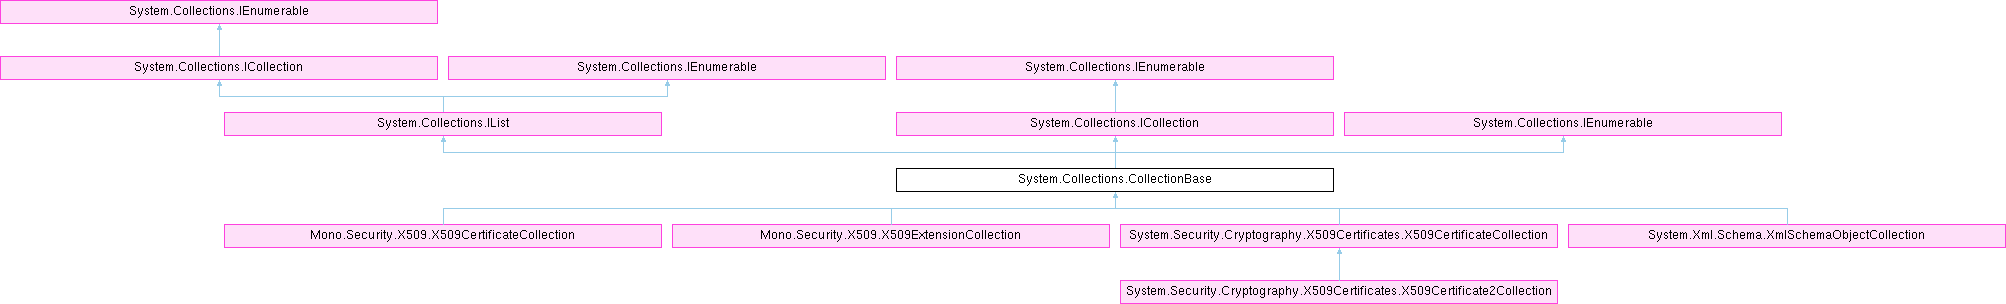 System.Collections.IEnumerable
System.Collections.ICollection
System.Collections.IEnumerable
System.Collections.IEnumerable
System.Collections.IList
System.Collections.ICollection
System.Collections.IEnumerable
System.Collections.CollectionBase
Mono.Security.X509.X509CertificateCollection
Mono.Security.X509.X509ExtensionCollection
System.Security.Cryptography.X509Certificates.X509CertificateCollection
System.Xml.Schema.XmlSchemaObjectCollection
System.Security.Cryptography.X509Certificates.X509Certificate2Collection